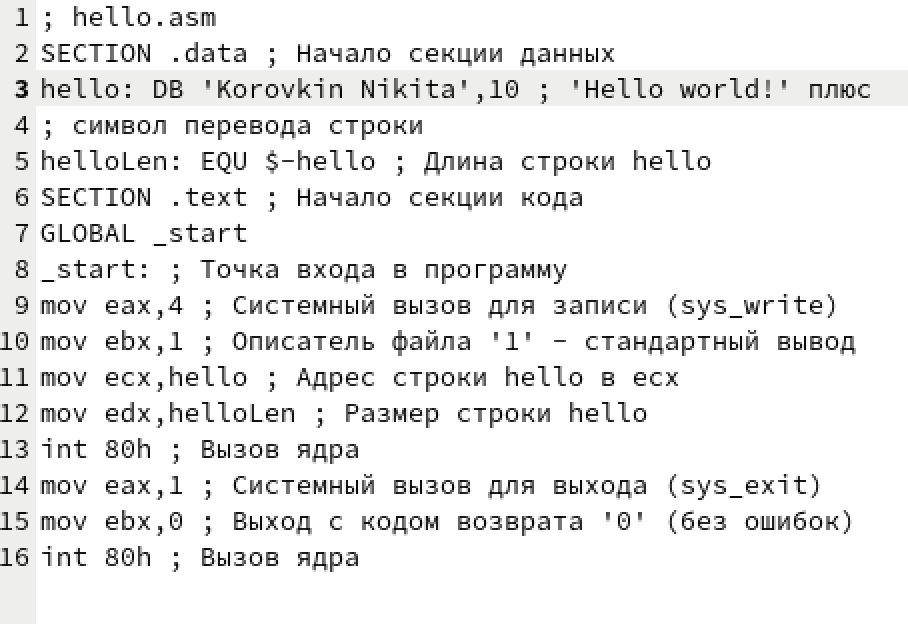 1 ; hello.asm
2 SECTION .data ; Начало секции данных
3 hello: DB 'Korovkin Nikita',10 ; 'Hello world!' плюс
4 ; символ перевода строки
5 helloLen: EQU $-hello ; Длина строки hello
6 SECTION .text ; Начало секции кода
7 GLOBAL _start
8 _start: ; Точка входа в программу
9 mov eax,4 ; Системный вызов для записи (sys_write)
10 mov ebx,1 ; Описатель файла '1' - стандартный вывод
11 mov ecx,hello ; Адрес строки hello в ecx
12 mov edx,helloLen ; Размер строки hello
13 int 80h ; Вызов ядра
14 mov eax,1 ; Системный вызов для выхода (sys_exit)
15 mov ebx,0 ; Выход с кодом возврата '0' (без ошибок)
16 int 80h ; Вызов ядра